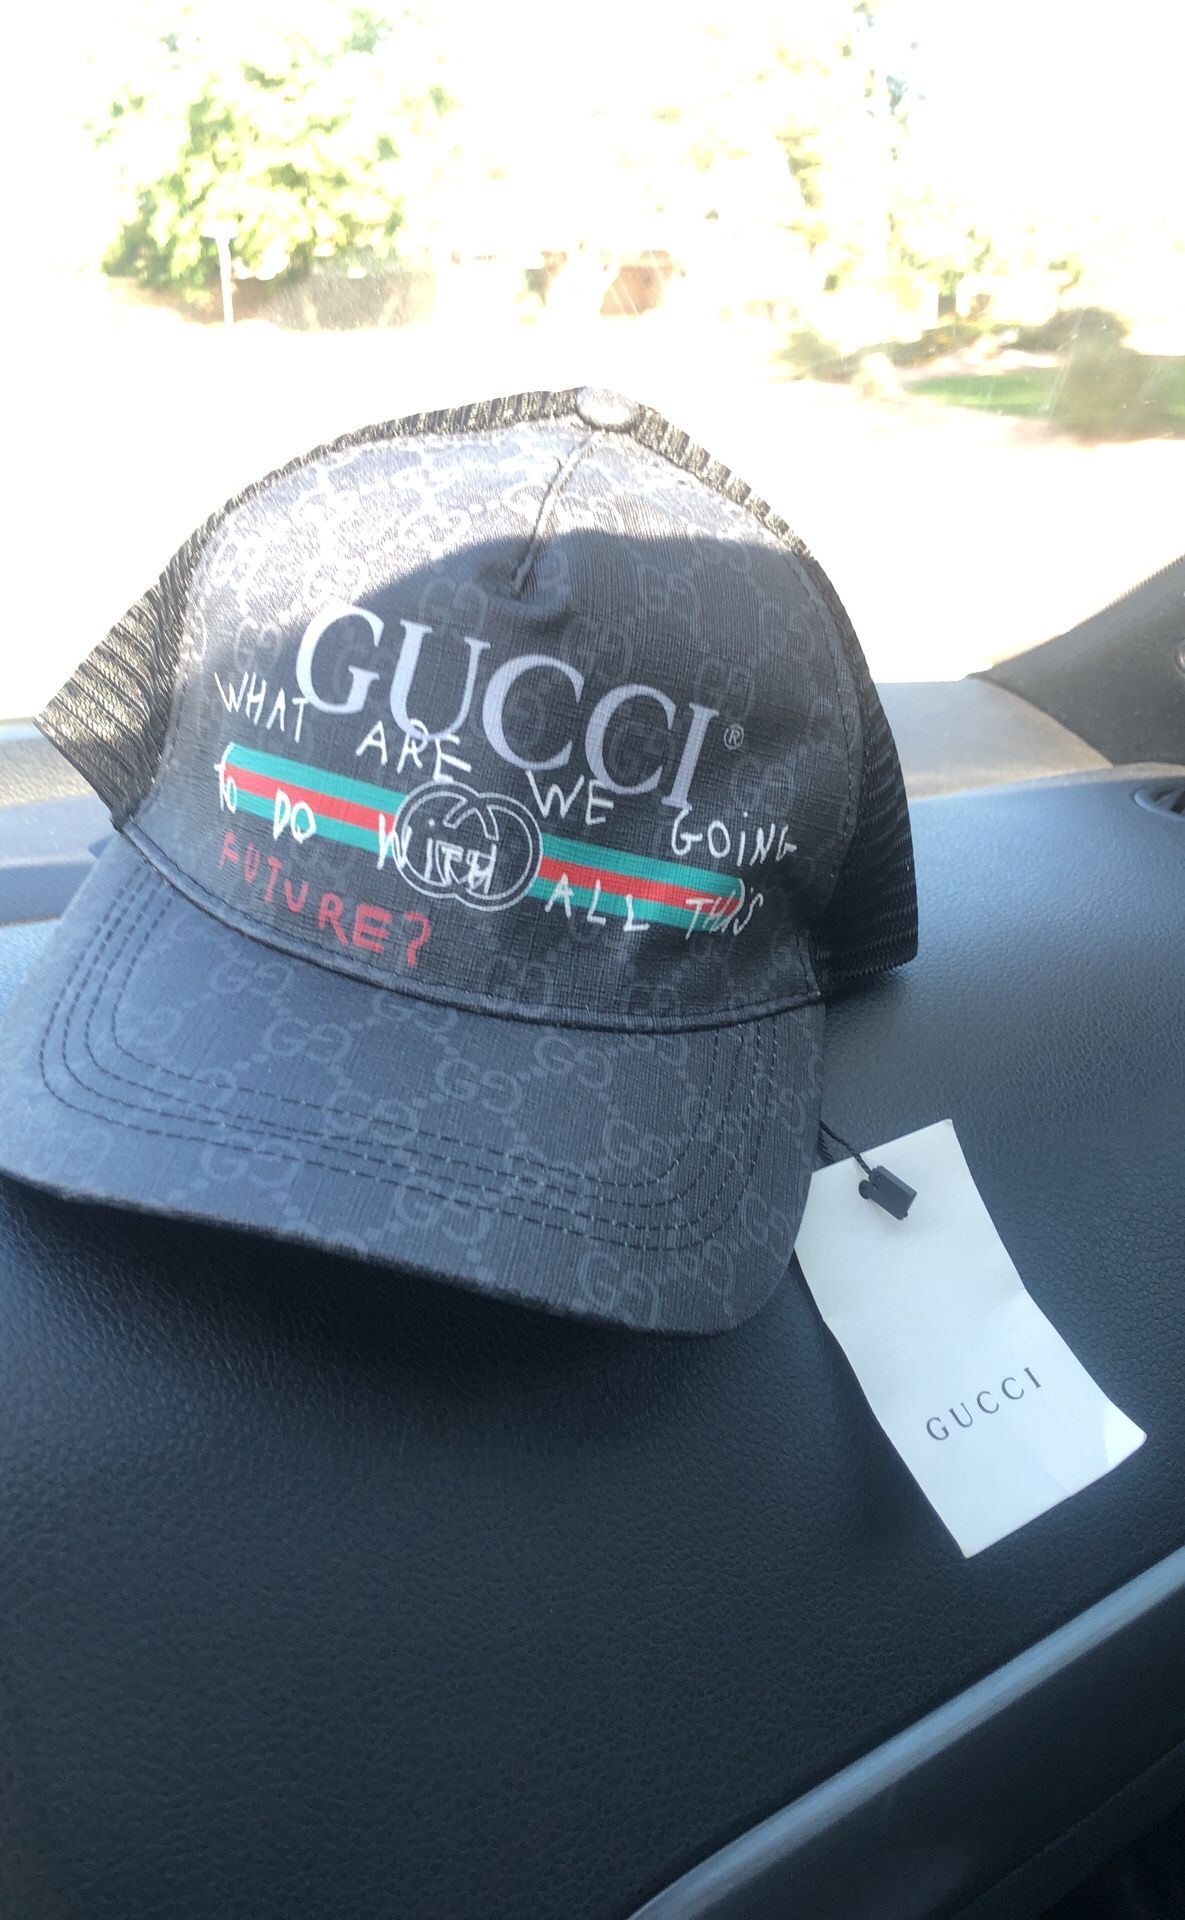 GUCCI®
WHAT ARE WE GOING
to DO WiTH ALL THiS
FUTURE?
GUCCI